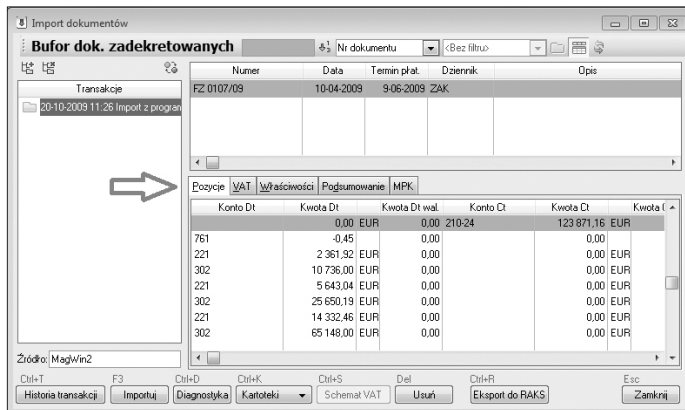 Import dokumentów
Bufor dok. zadekretowanych
Nr dokumentu
<Bez filtru>
Transakcje
20-10-2009 11:26 Import z program
Numer Data Termin płat. Dziennik Opis
FZ 0107/09 10-04-2009 9-06-2009 ZAK
Pozycje VAT Właściwości Podsumowanie MPK
Konto Dt Kwota Dt Kwota Dt wal. Konto Ct Kwota Ct Kwota
0,00 EUR 0,00 210-24 123 871,16 EUR
761 -0,45 0,00 0,00
221 2 361,92 EUR 0,00 0,00 EUR
302 10 736,00 EUR 0,00 0,00 EUR
221 5 643,04 EUR 0,00 0,00 EUR
302 25 650,19 EUR 0,00 0,00 EUR
221 14 332,46 EUR 0,00 0,00 EUR
302 65 148,00 EUR 0,00 0,00 EUR
Źródło: MagWin2
Ctrl+T F3 Ctrl+D Ctrl+K Ctrl+S Del Ctrl+R Esc
Historia transakcji Importuj Diagnostyka Kartoteki Schemat VAT Usuń Eksport do RAKS Zamknij